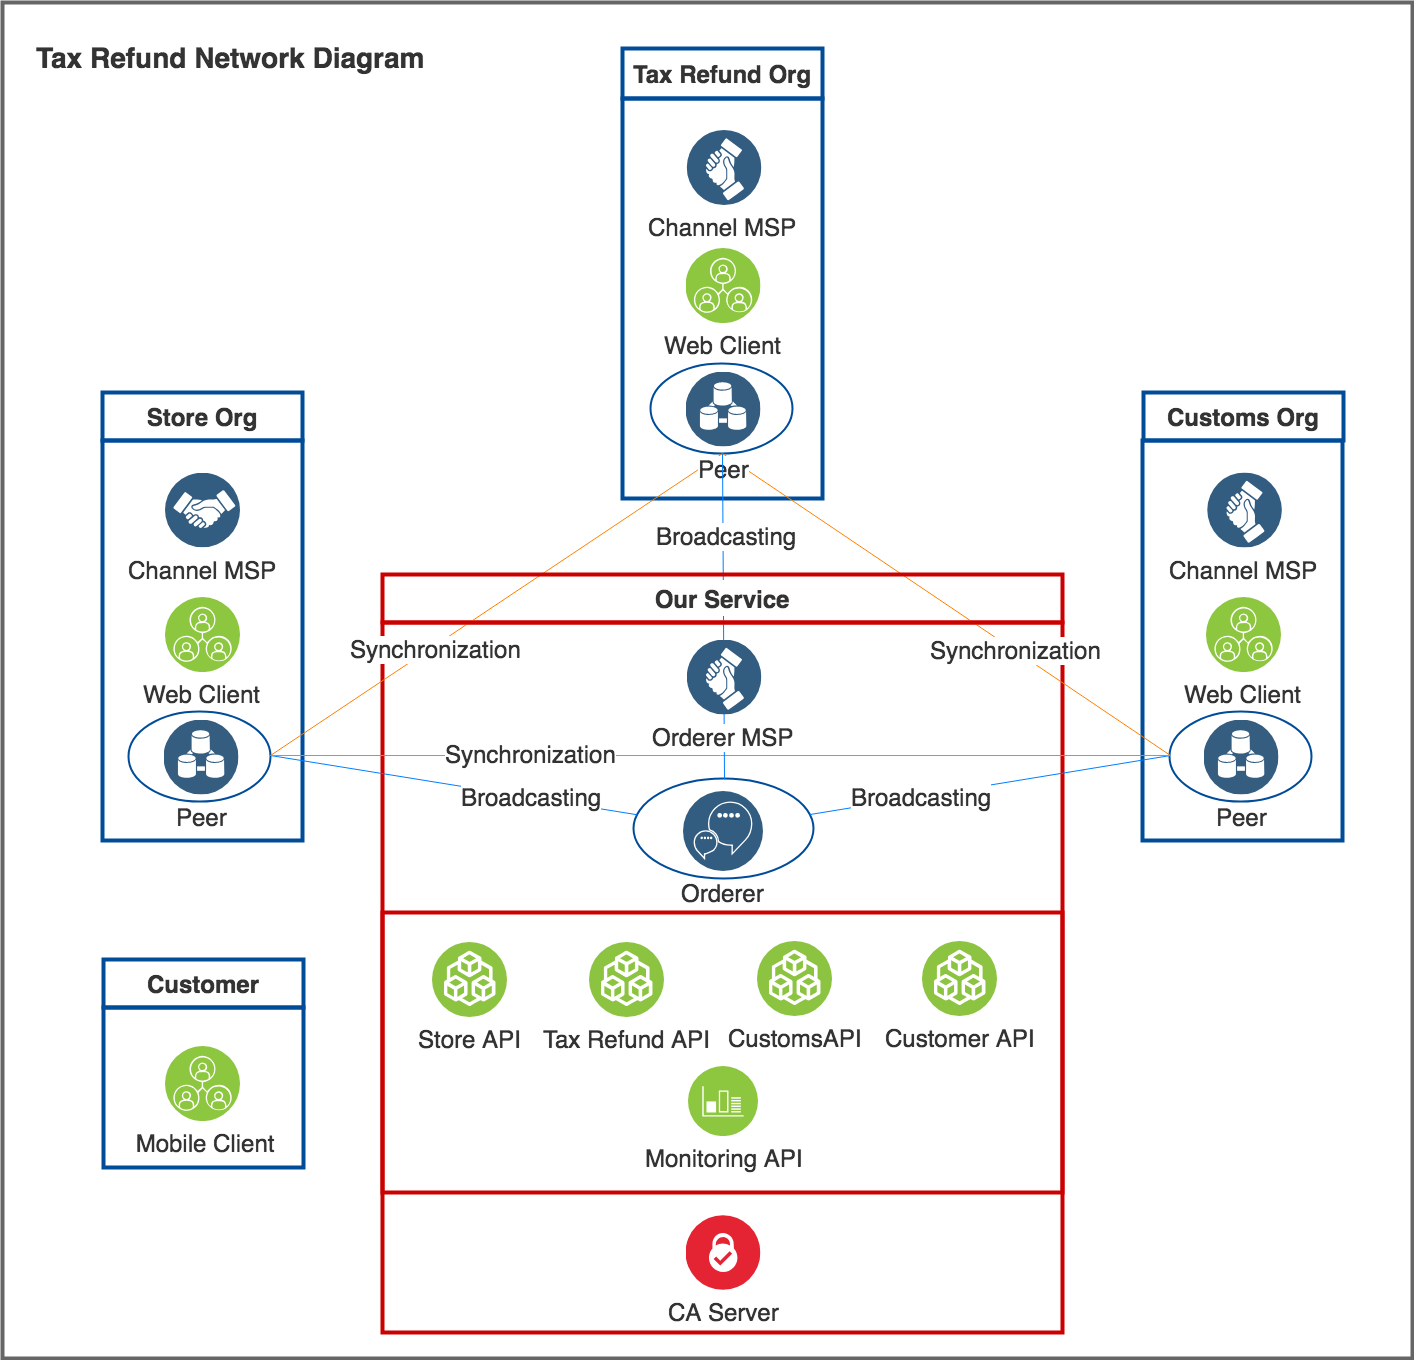 Tax Refund Network Diagram
Tax Refund Org
Channel MSP
Web Client
Peer
Store Org
Channel MSP
Web Client
Peer
Customs Org
Channel MSP
Web Client
Peer
Broadcasting
Our Service
Synchronization
Synchronization
Orderer MSP
Synchronization
Broadcasting
Broadcasting
Orderer
Customer
Mobile Client
Store API
Tax Refund API
CustomsAPI
Customer API
Monitoring API
CA Server